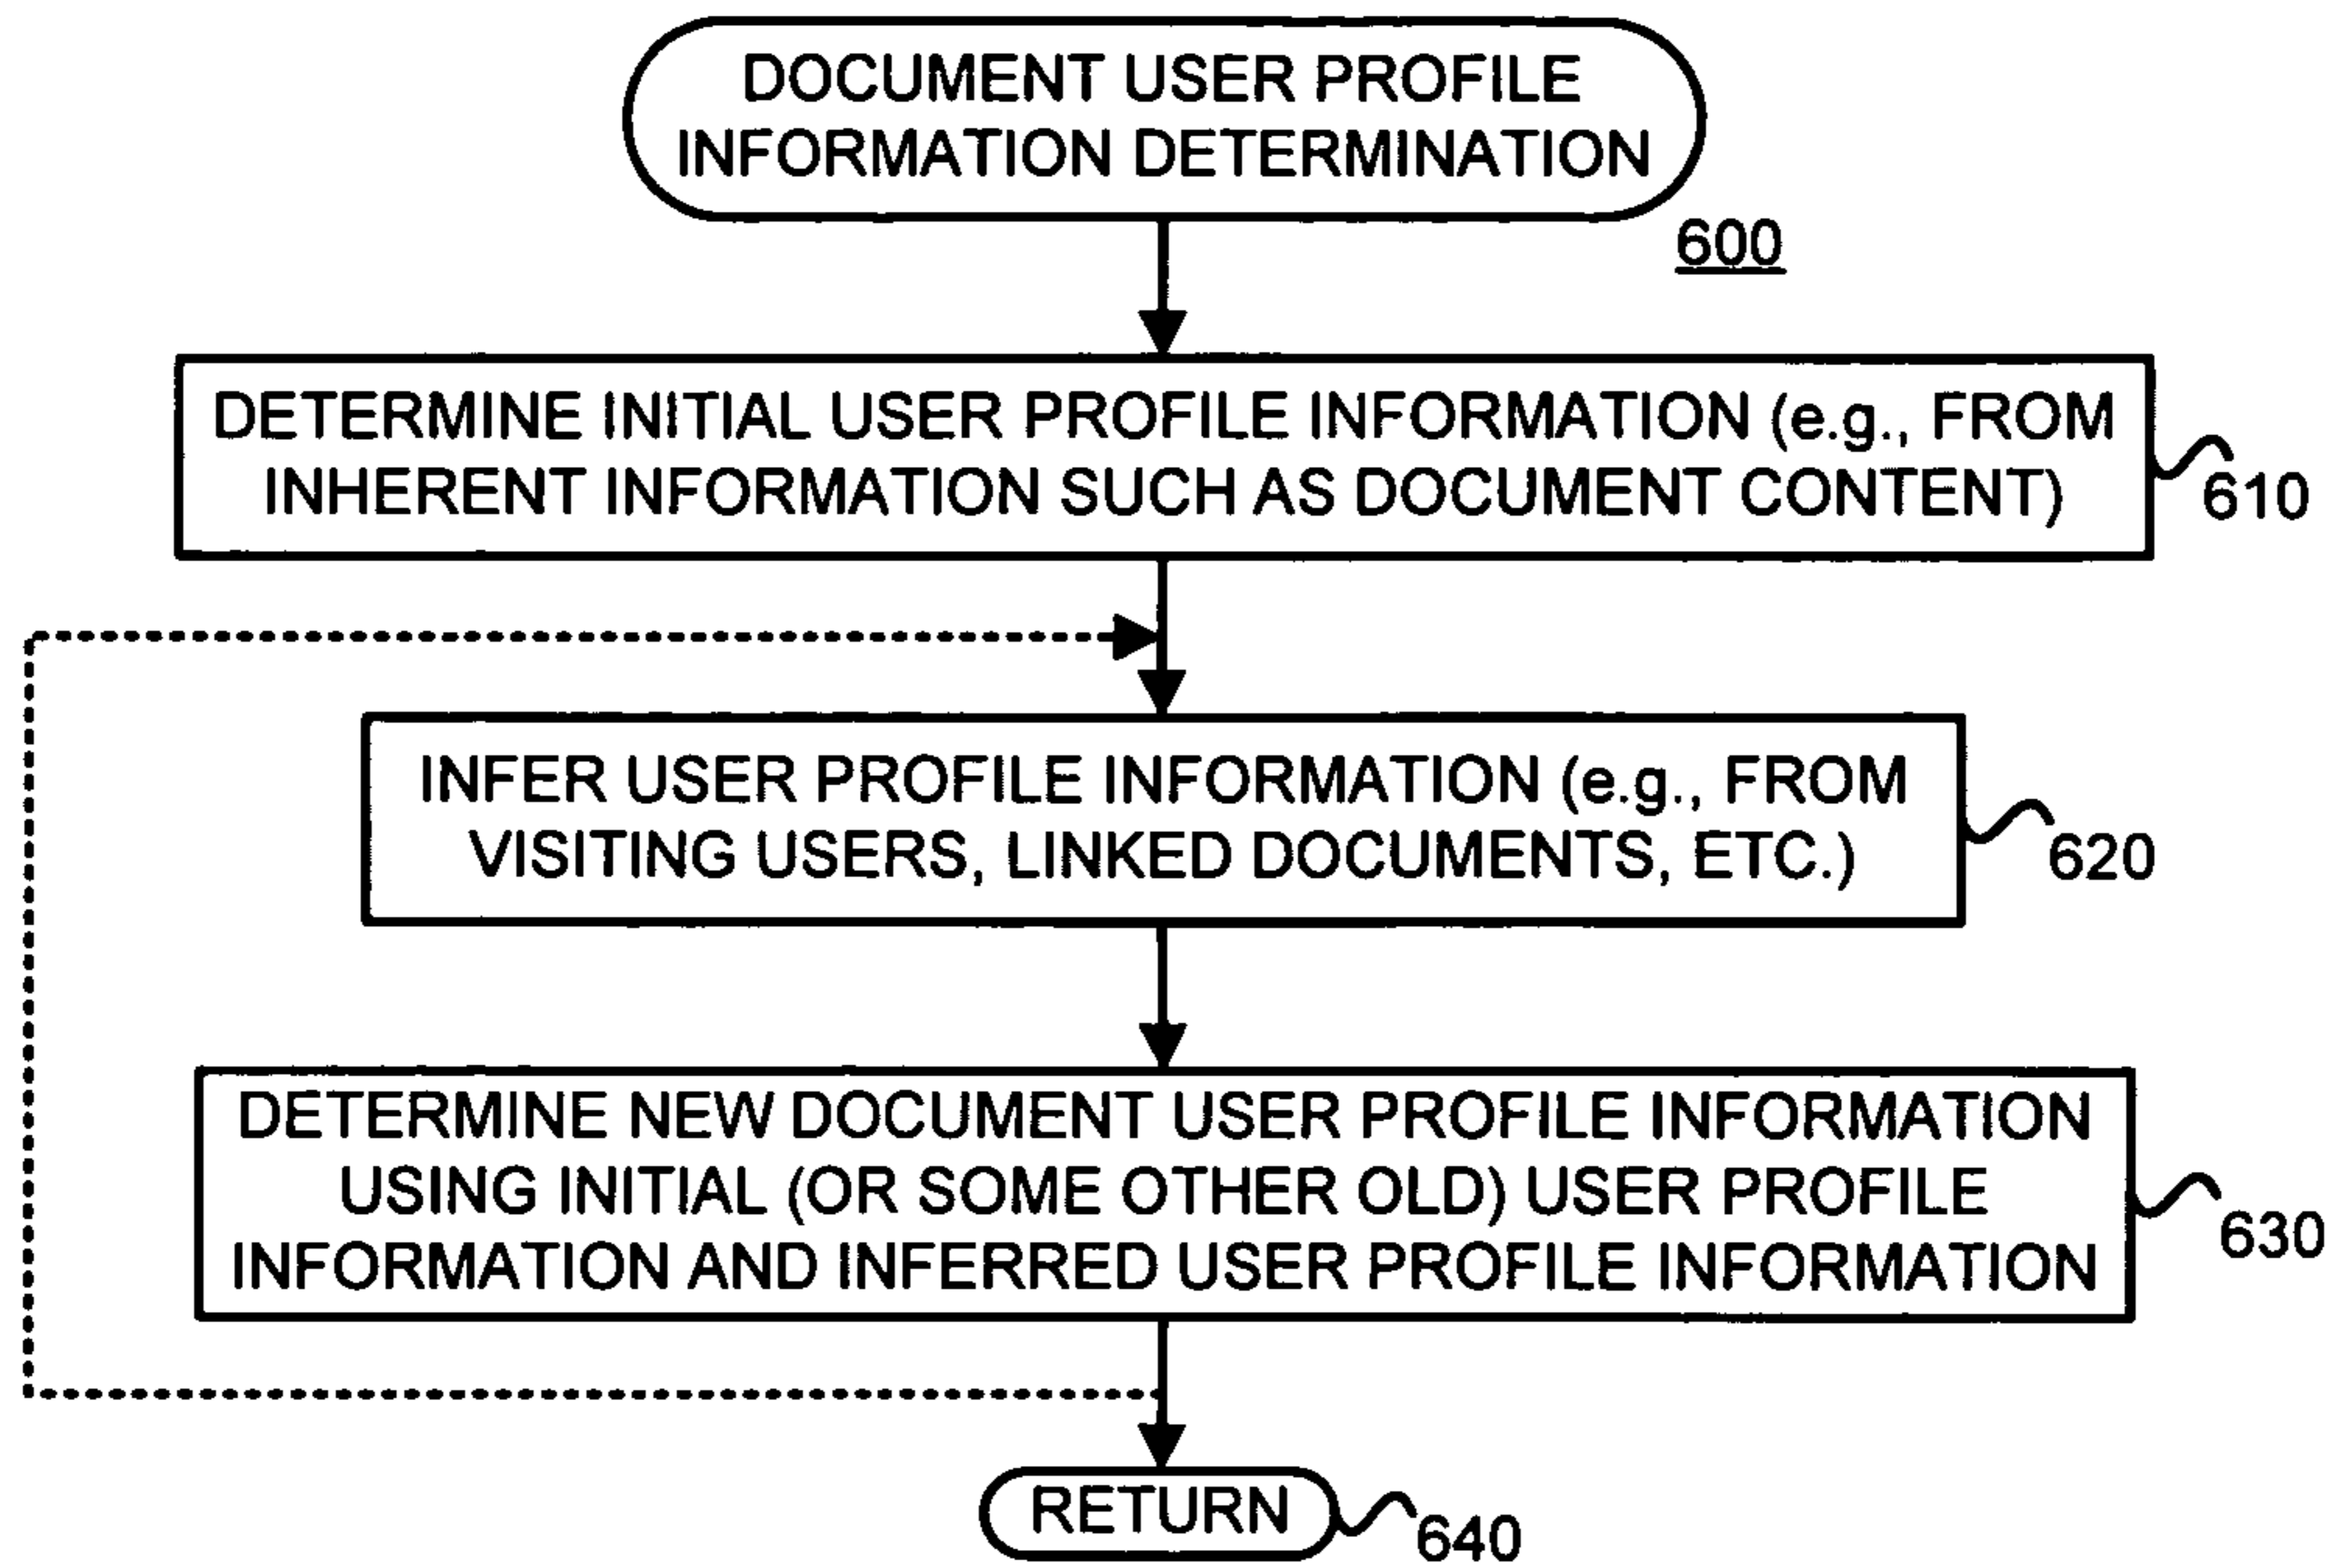 DOCUMENT USER PROFILE
INFORMATION DETERMINATION
600
DETERMINE INITIAL USER PROFILE INFORMATION (e.g., FROM
INHERENT INFORMATION SUCH AS DOCUMENT CONTENT)
610
INFER USER PROFILE INFORMATION (e.g., FROM
VISITING USERS, LINKED DOCUMENTS, ETC.)
620
DETERMINE NEW DOCUMENT USER PROFILE INFORMATION
USING INITIAL (OR SOME OTHER OLD) USER PROFILE
INFORMATION AND INFERRED USER PROFILE INFORMATION
630
RETURN
640